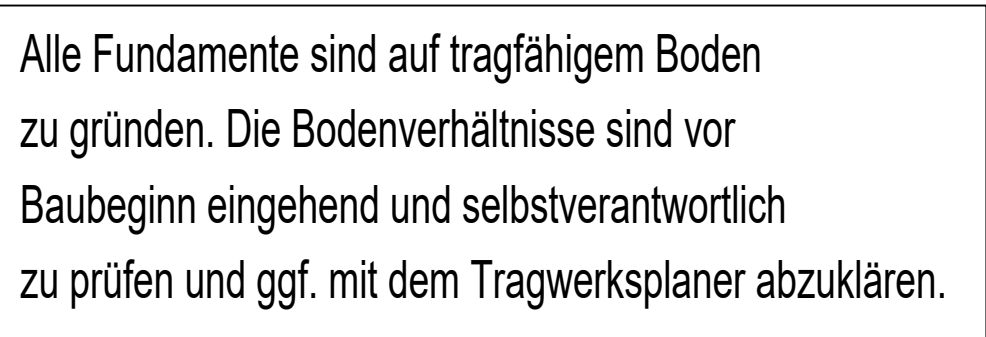 Alle Fundamente sind auf tragfähigem Boden
zu gründen. Die Bodenverhältnisse sind vor
Baubeginn eingehend und selbstverantwortlich
zu prüfen und ggf. mit dem Tragwerksplaner abzuklären.